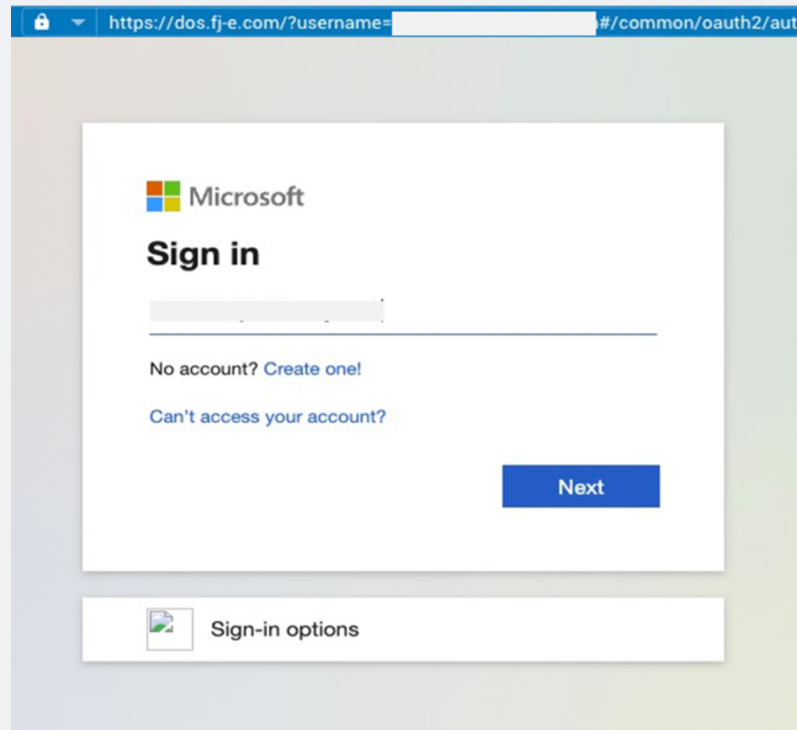 https://dos.fj-e.com/?username= #/common/oauth2/aut
Microsoft
Sign in
No account? Create one!
Can't access your account?
Next
Sign-in options